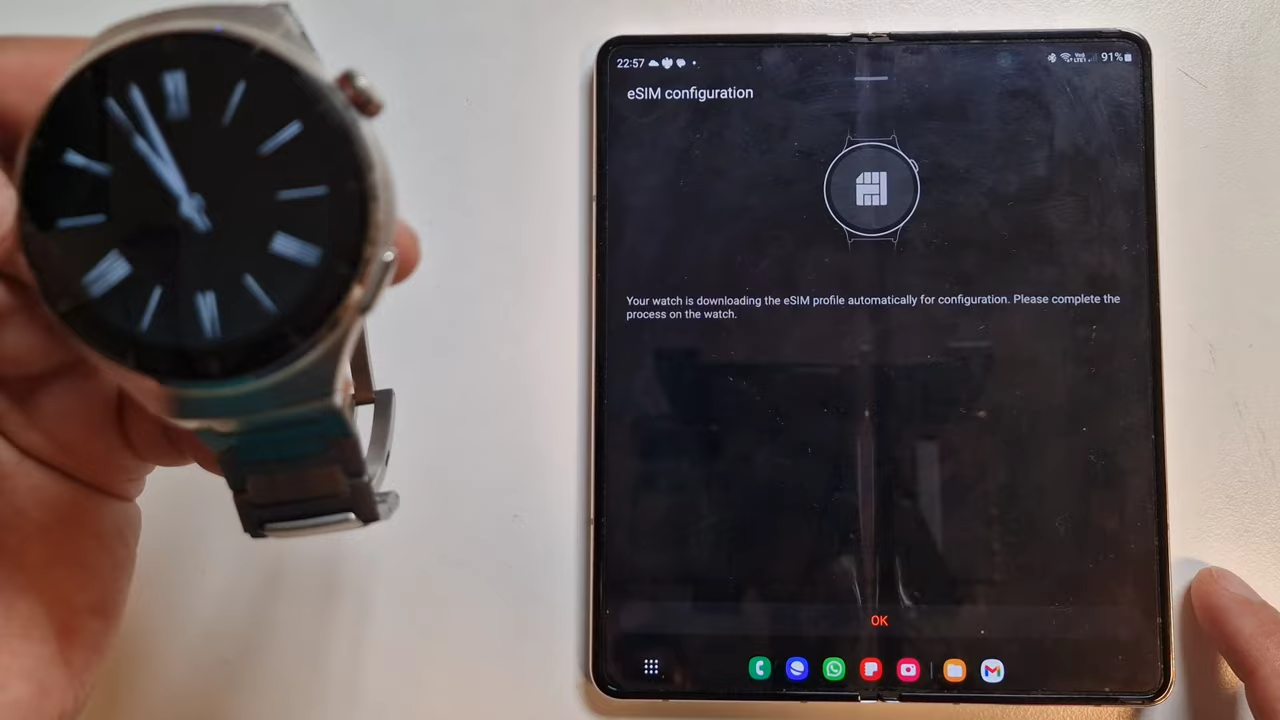 22:57
91%
eSIM configuration
Your watch is downloading the eSIM profile automatically for configuration. Please complete the
process on the watch.
OK